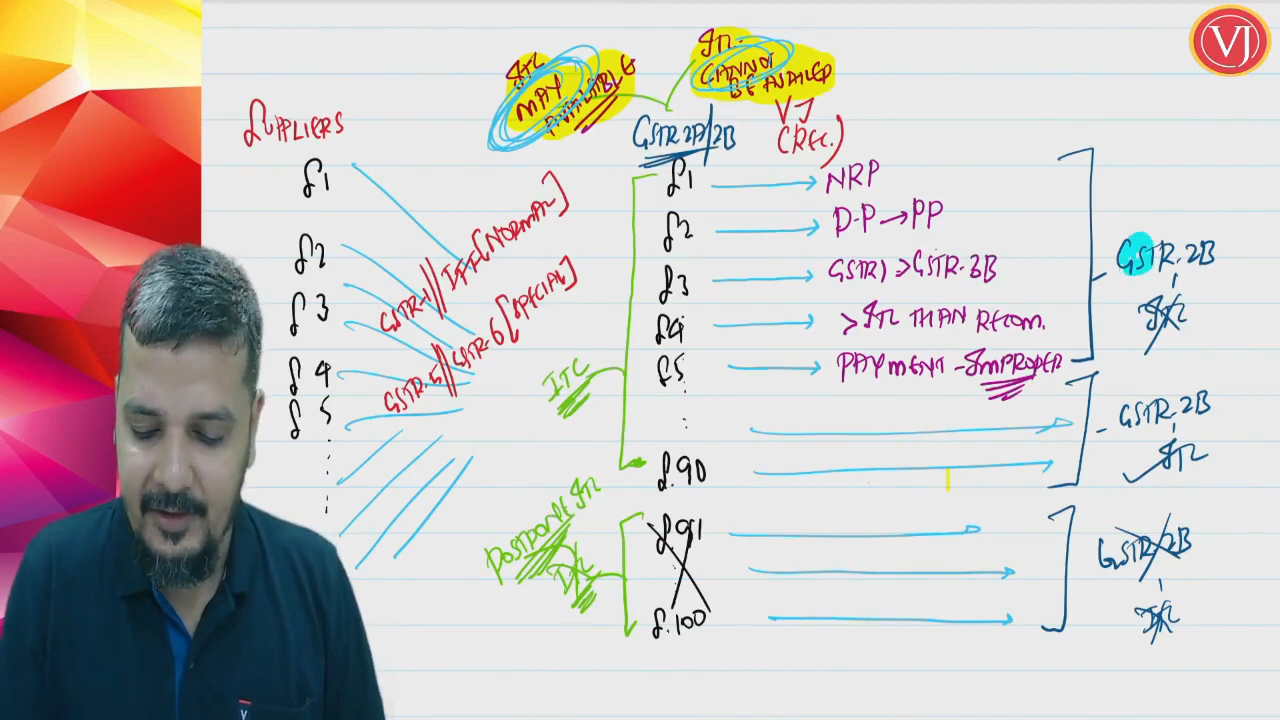 VJ
ITC
MAY
AVAILABLE
ITC
CANNOT
BE AVAILED
SUPPLIERS
GSTR 2A/2B
VJ
(REC.)
S1
S2
S3
S4
S5
GSTR-1//IFF[NORMAL]
GSTR-5//GSTR-6[SPECIAL]
ITC
POSTPONE ITC
ITC
S1
NRP
S2
D.P → PP
S3
GSTR1 > GSTR-3B
S4
> ITC THAN RECOM.
S5
PAYMENT - IMPROPER
S.90
S.91
S.100
GSTR-2B
ITC
GSTR-2B
✓ ITC
GSTR-2B
ITC